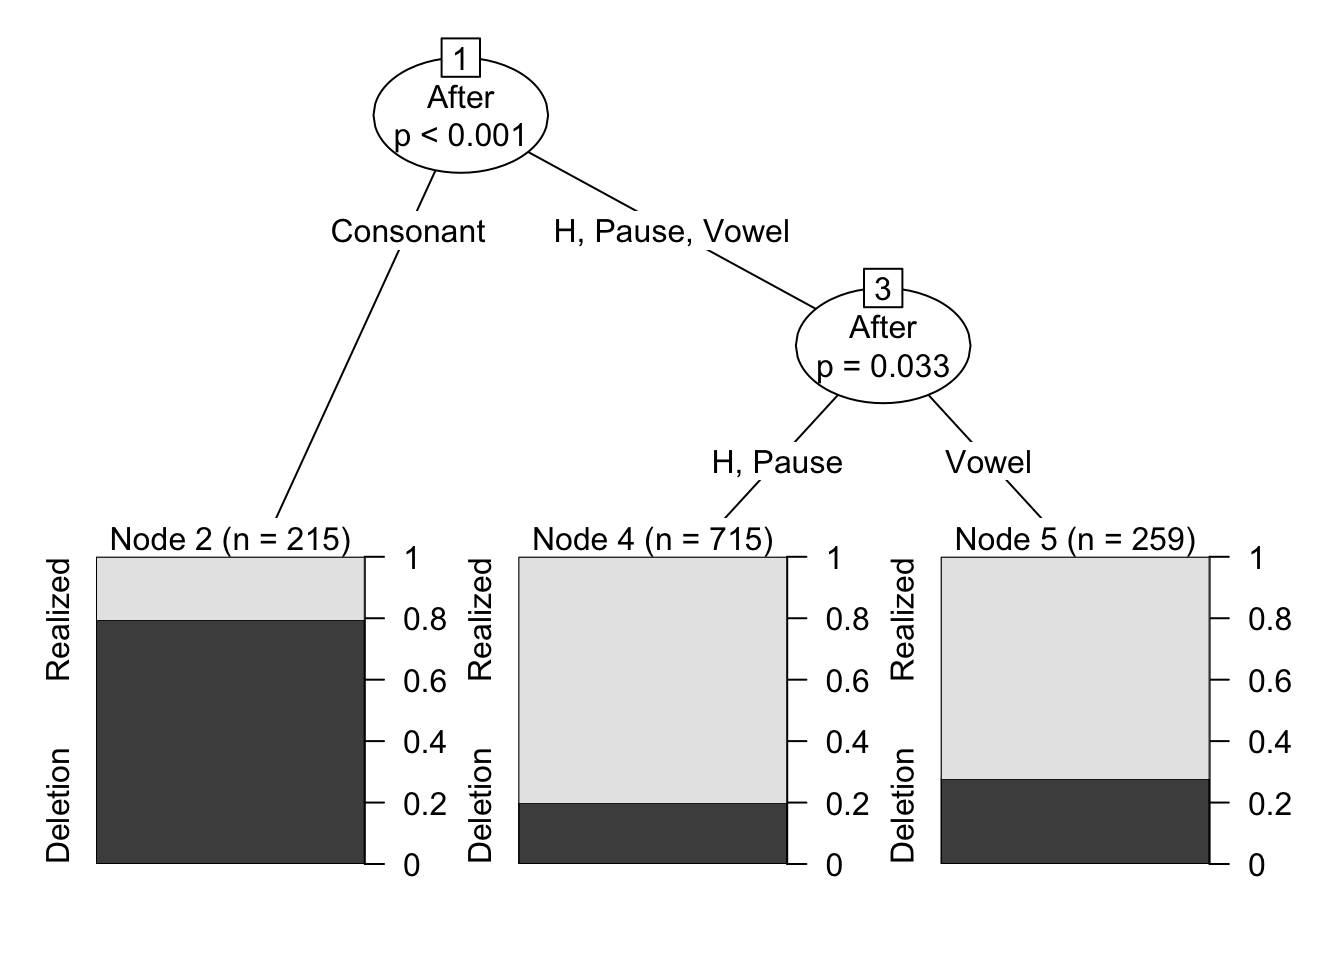 1
After
p < 0.001
Consonant
H, Pause, Vowel
3
After
p = 0.033
H, Pause
Vowel
Node 2 (n = 215)
Realized
Deletion
1
0.8
0.6
0.4
0.2
0
Node 4 (n = 715)
Realized
Deletion
1
0.8
0.6
0.4
0.2
0
Node 5 (n = 259)
Realized
Deletion
1
0.8
0.6
0.4
0.2
0